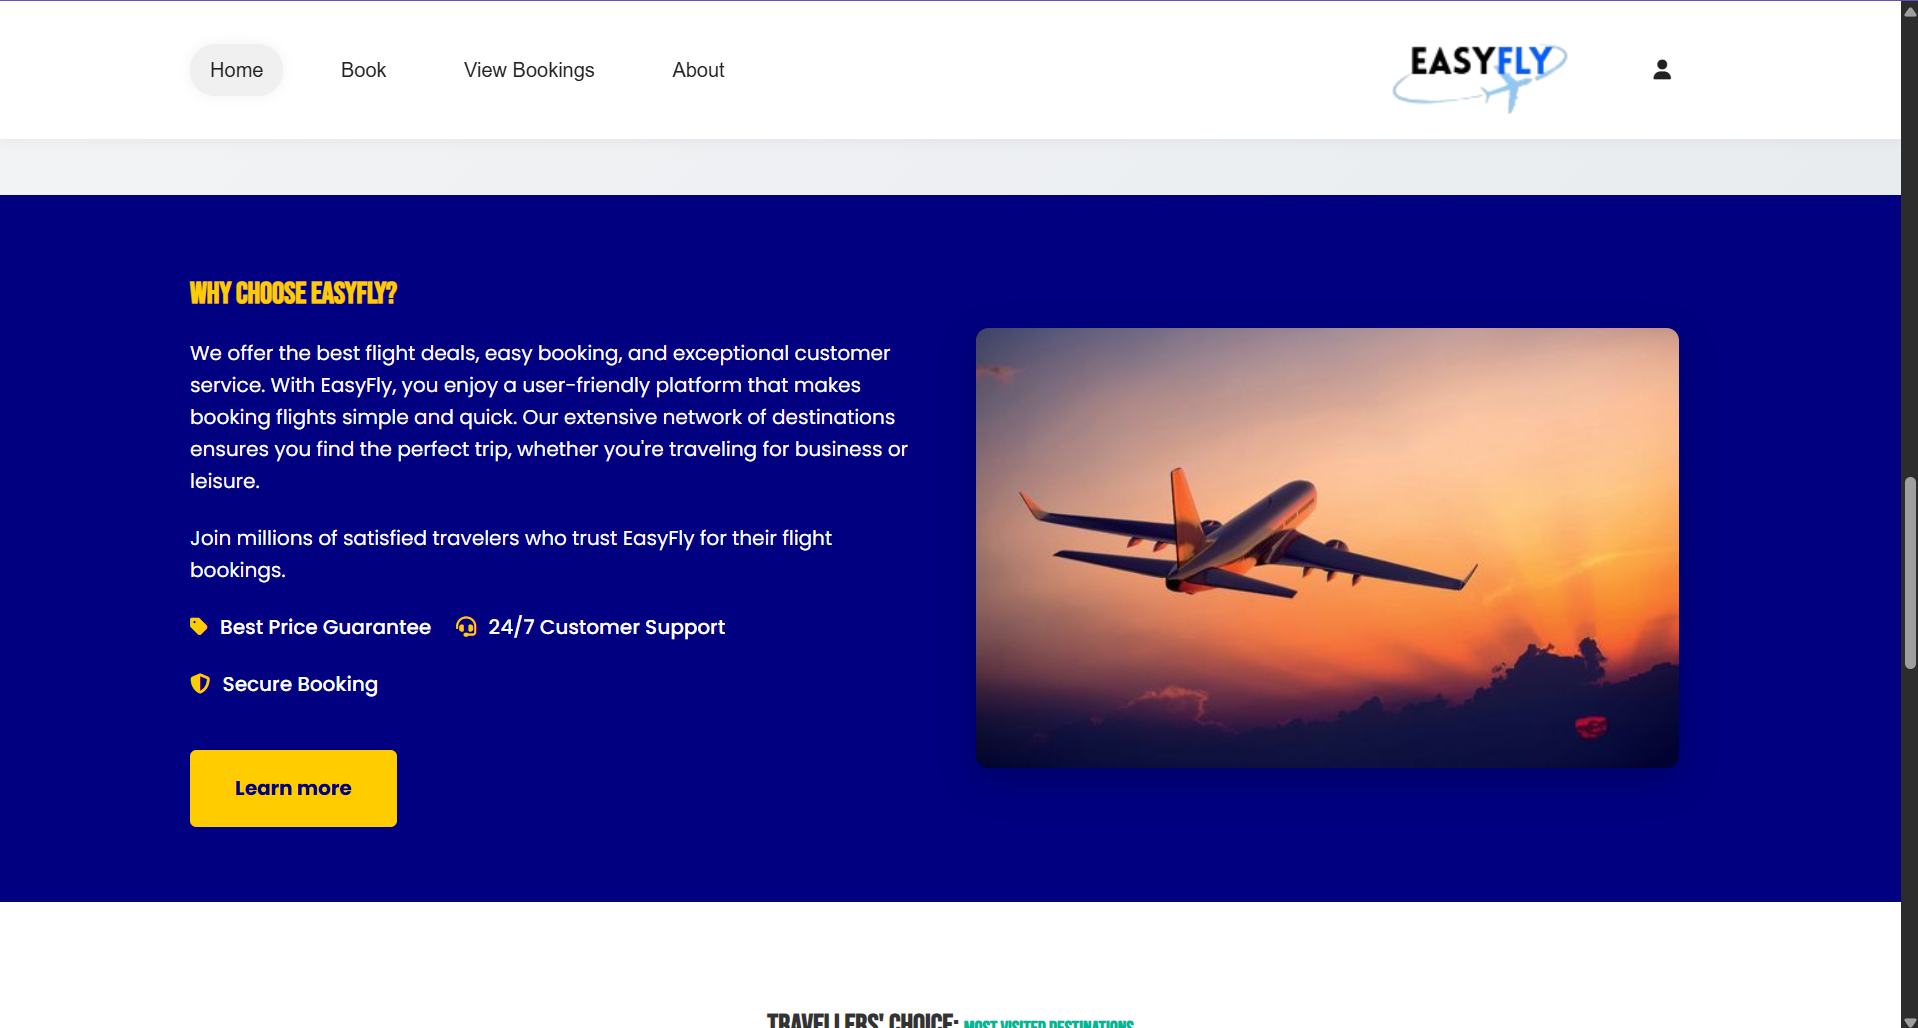 Home
Book
View Bookings
About
EASYFLY
WHY CHOOSE EASYFLY?
We offer the best flight deals, easy booking, and exceptional customer
service. With EasyFly, you enjoy a user-friendly platform that makes
booking flights simple and quick. Our extensive network of destinations
ensures you find the perfect trip, whether you're traveling for business or
leisure.
Join millions of satisfied travelers who trust EasyFly for their flight
bookings.
Best Price Guarantee
24/7 Customer Support
Secure Booking
Learn more
TRAVELLERS' CHOICE: MOST VISITED DESTINATIONS